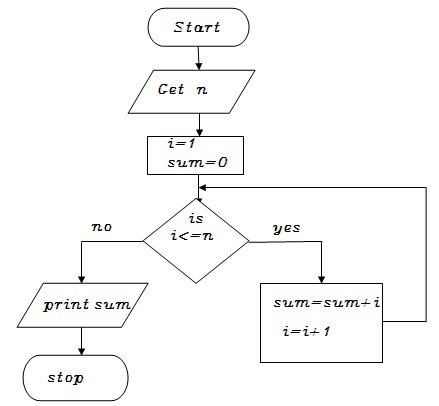 Start
Get n
i=1
sum=0
is
i<=n
no
yes
print sum
sum=sum+i
i=i+1
stop